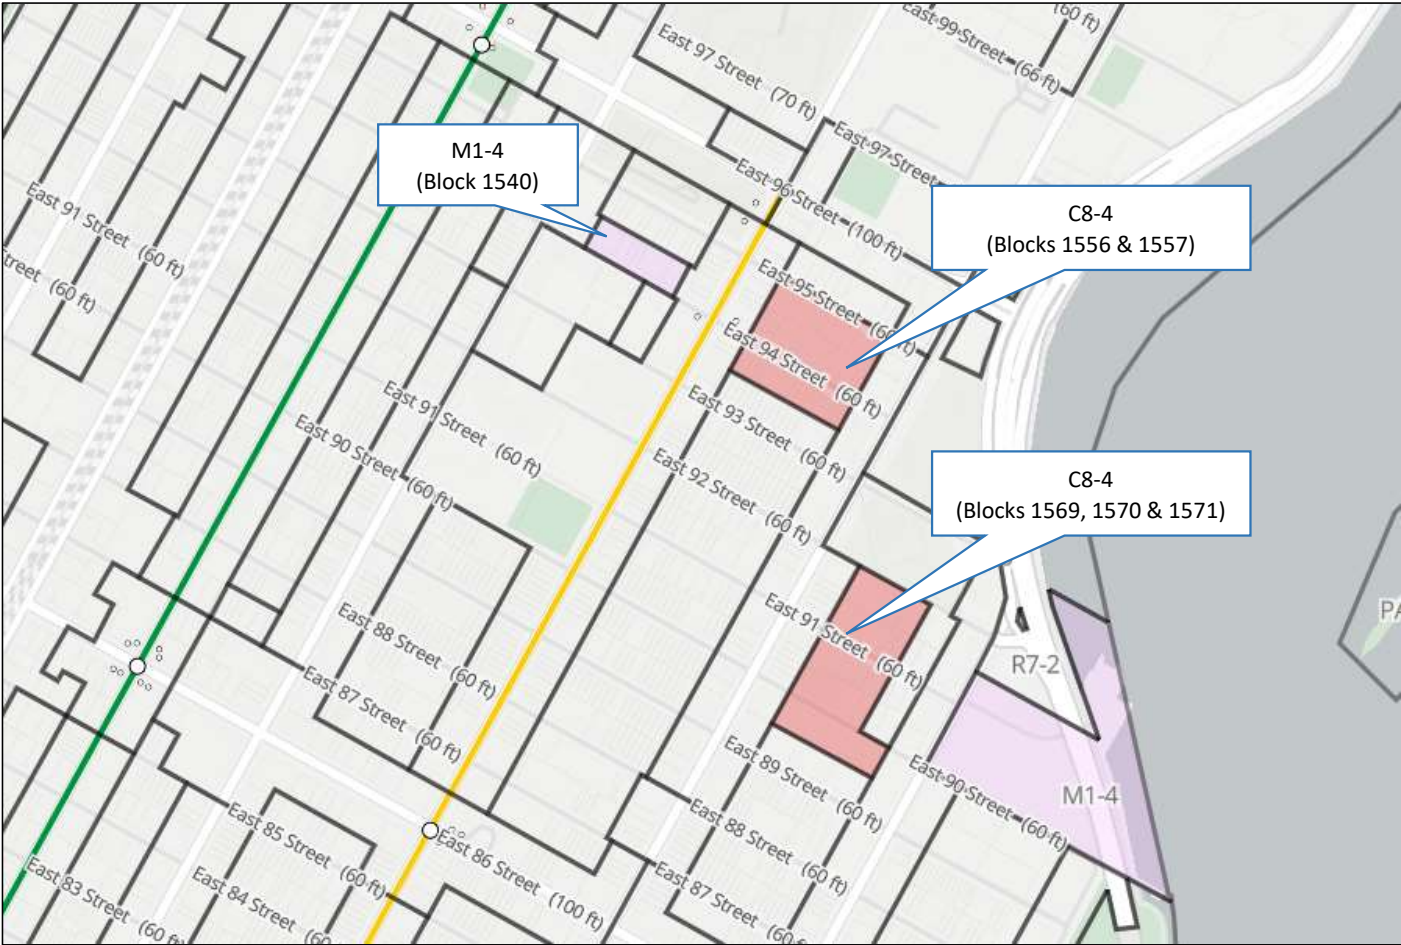 East 99 Street (66 ft)
(60 ft)
East 97 Street (70 ft)
East 97 Street
M1-4
(Block 1540)
East 96 Street (100 ft)
C8-4
(Blocks 1556 & 1557)
East 91 Street (60 ft)
(60 ft)
East 95 Street (60 ft)
East 94 Street (60 ft)
East 93 Street (60 ft)
East 91 Street (60 ft)
East 90 Street (60 ft)
East 92 Street (60 ft)
C8-4
(Blocks 1569, 1570 & 1571)
East 91 Street (60 ft)
East 88 Street (60 ft)
PA
R7-2
East 87 Street (60 ft)
East 89 Street (60 ft)
East 90 Street (60 ft)
M1-4
East 88 Street (60 ft)
East 85 Street (60 ft)
East 86 Street (100 ft)
East 87 Street (60 ft)
East 83 Street (60 ft)
East 84 Street (60